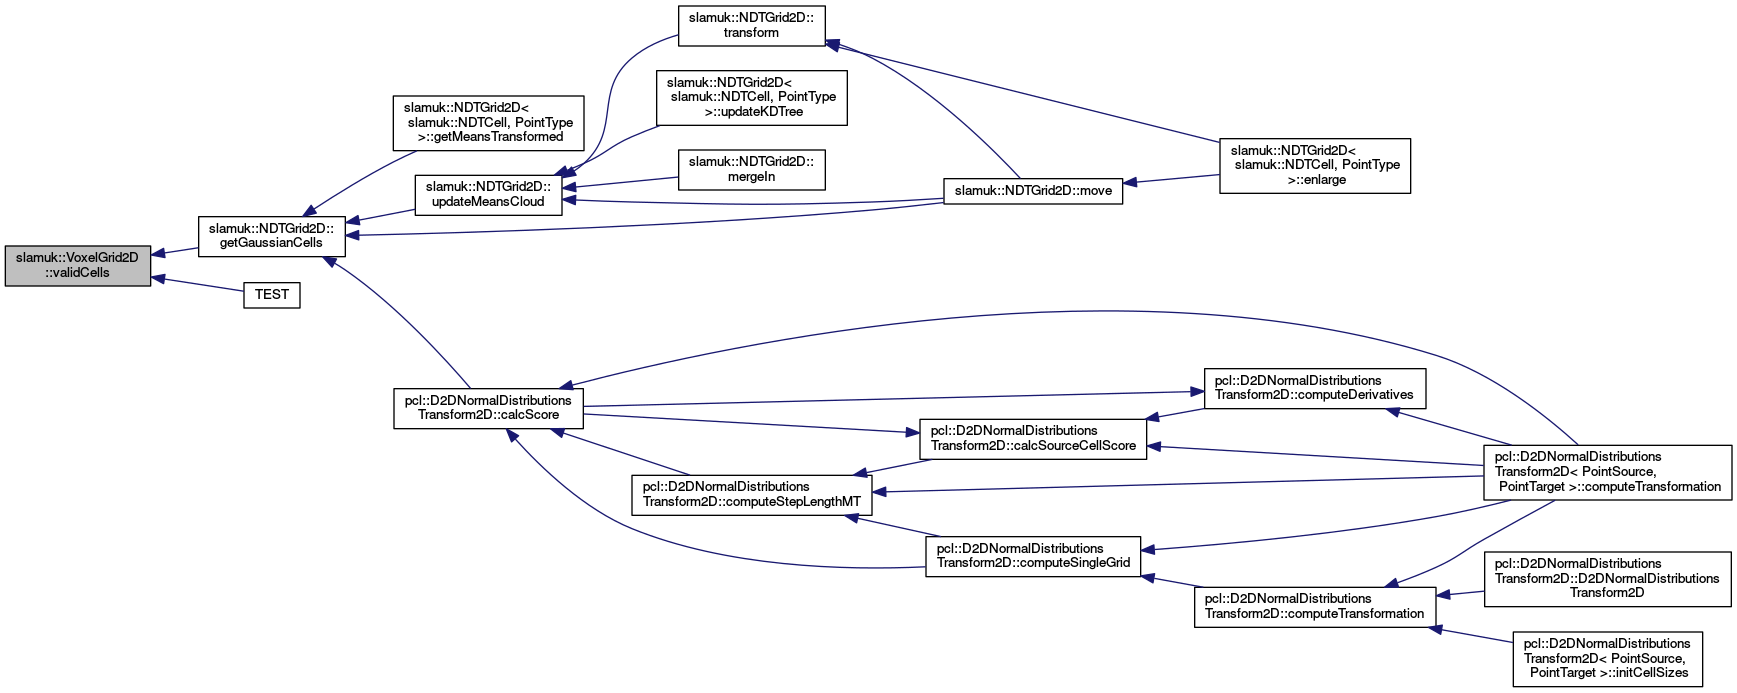 slamuk::VoxelGrid2D
::validCells
slamuk::NDTGrid2D::
getGaussianCells
TEST
slamuk::NDTGrid2D<
slamuk::NDTCell, PointType
>::getMeansTransformed
slamuk::NDTGrid2D::
updateMeansCloud
slamuk::NDTGrid2D::
transform
slamuk::NDTGrid2D<
slamuk::NDTCell, PointType
>::updateKDTree
slamuk::NDTGrid2D::
mergeIn
slamuk::NDTGrid2D::move
slamuk::NDTGrid2D<
slamuk::NDTCell, PointType
>::enlarge
pcl::D2DNormalDistributions
Transform2D::calcScore
pcl::D2DNormalDistributions
Transform2D::computeStepLengthMT
pcl::D2DNormalDistributions
Transform2D::calcSourceCellScore
pcl::D2DNormalDistributions
Transform2D::computeSingleGrid
pcl::D2DNormalDistributions
Transform2D::computeDerivatives
pcl::D2DNormalDistributions
Transform2D::computeTransformation
pcl::D2DNormalDistributions
Transform2D< PointSource,
PointTarget >::computeTransformation
pcl::D2DNormalDistributions
Transform2D::D2DNormalDistributions
Transform2D
pcl::D2DNormalDistributions
Transform2D< PointSource,
PointTarget >::initCellSizes